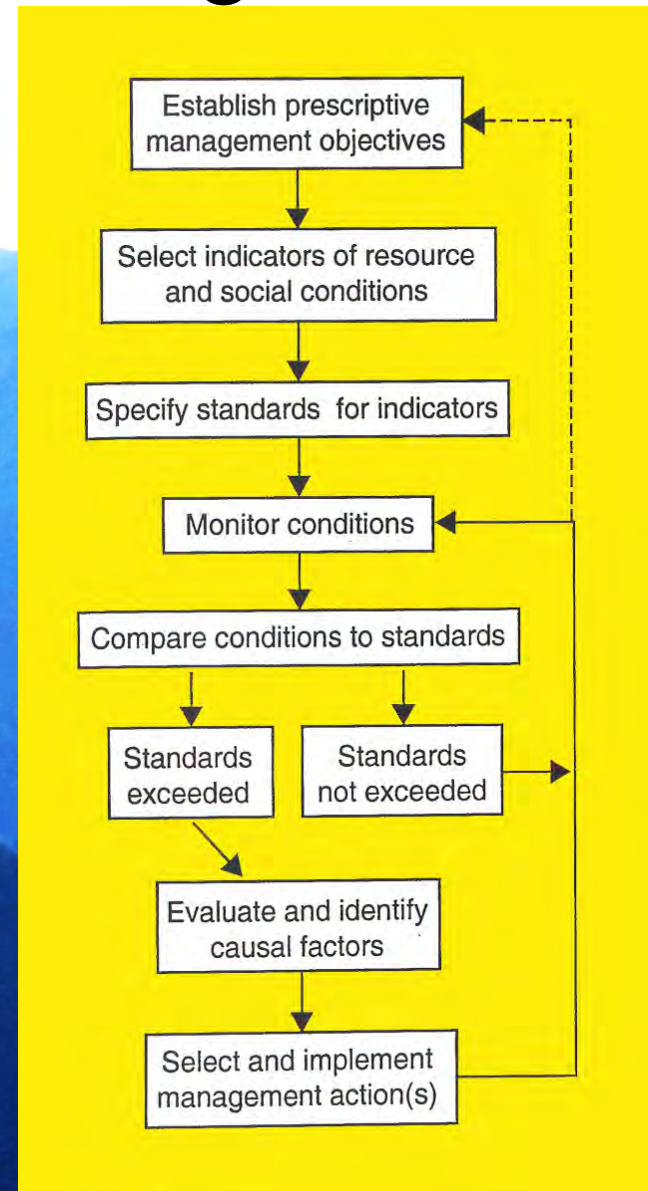 Establish prescriptive
management objectives
Select indicators of resource
and social conditions
Specify standards for indicators
Monitor conditions
Compare conditions to standards
Standards
exceeded
Standards
not exceeded
Evaluate and identify
causal factors
Select and implement
management action(s)